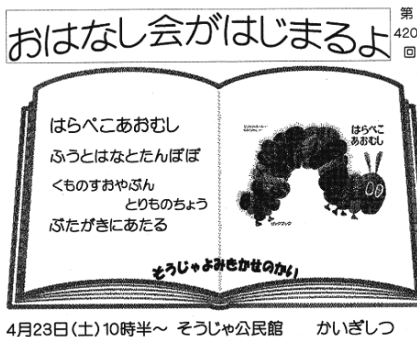 おはなし会がはじまるよ
第420回
はらぺこあおむし
ふうとはなとたんぽぽ
くものすおやぶん
とりものちょう
ぶたがきにあたる
はらぺこ
あおむし
そうじゃよみきかせのかい
4月23日(土)10時半～ そうじゃ公民館 かいぎしつ